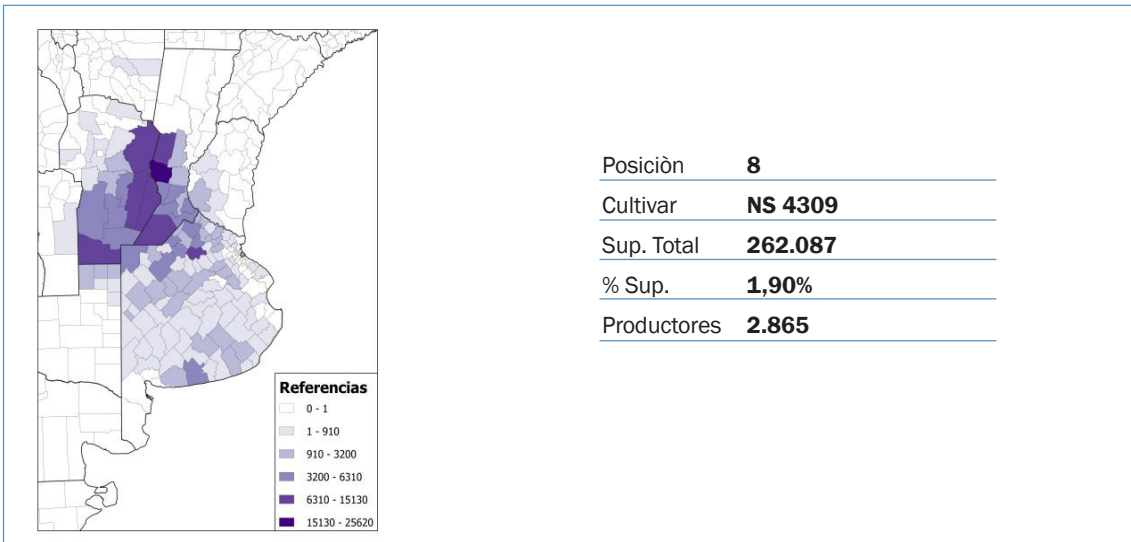 Referencias
0 - 1
1 - 910
910 - 3200
3200 - 6310
6310 - 15130
15130 - 25620
Posiciòn 8
Cultivar NS 4309
Sup. Total 262.087
% Sup. 1,90%
Productores 2.865